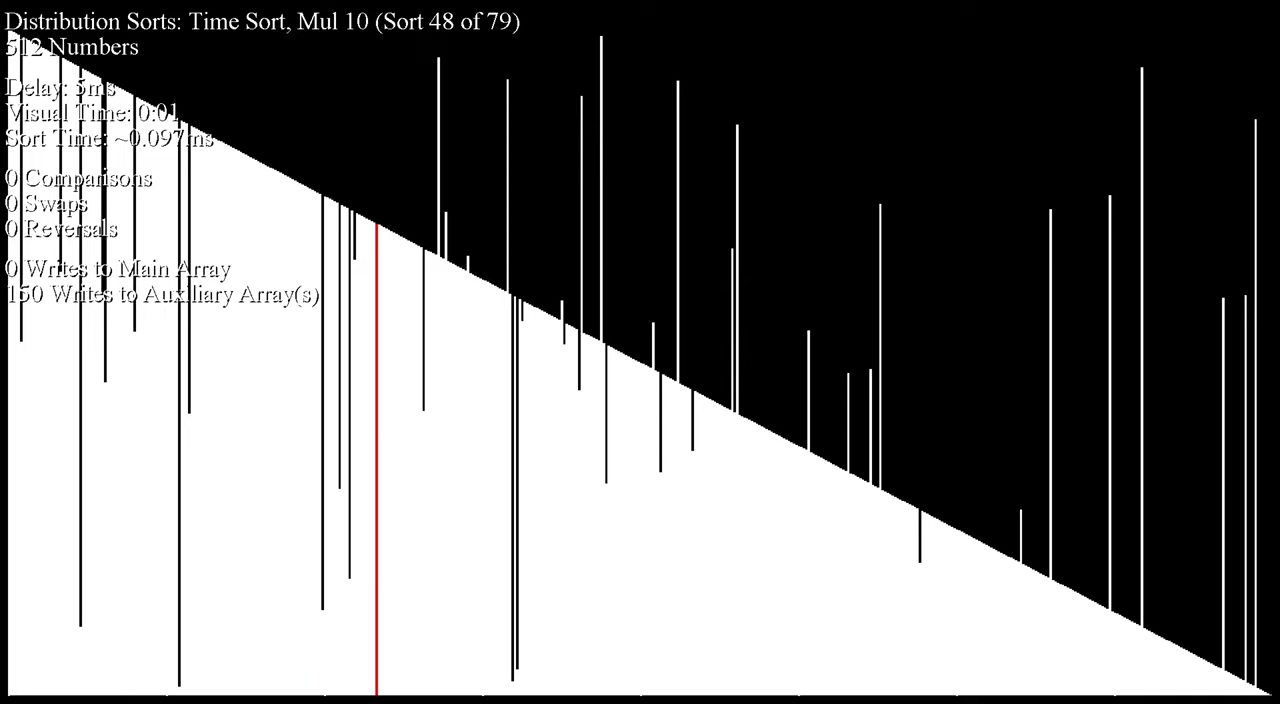 Distribution Sorts: Time Sort, Mul 10 (Sort 48 of 79)
512 Numbers
Delay: 5ms
Visual Time: 0:01
Sort Time: ~0.097ms
0 Comparisons
0 Swaps
0 Reversals
0 Writes to Main Array
150 Writes to Auxiliary Array(s)